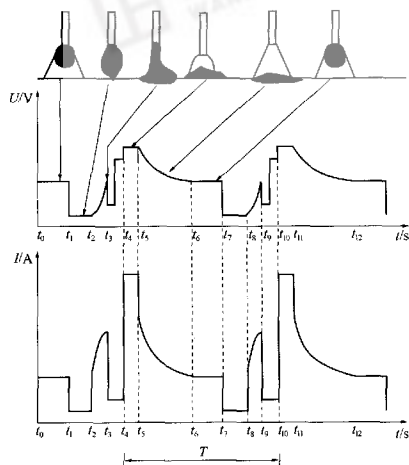 U/V
t₀ t₁ t₂ t₃ t₄ t₅ t₆ t₇ t₈ t₉ t₁₀ t₁₁ t₁₂ t/s
I/A
t₀ t₁ t₂ t₃ t₄ t₅ t₆ t₇ t₈ t₉ t₁₀ t₁₁ t₁₂ t/s
T